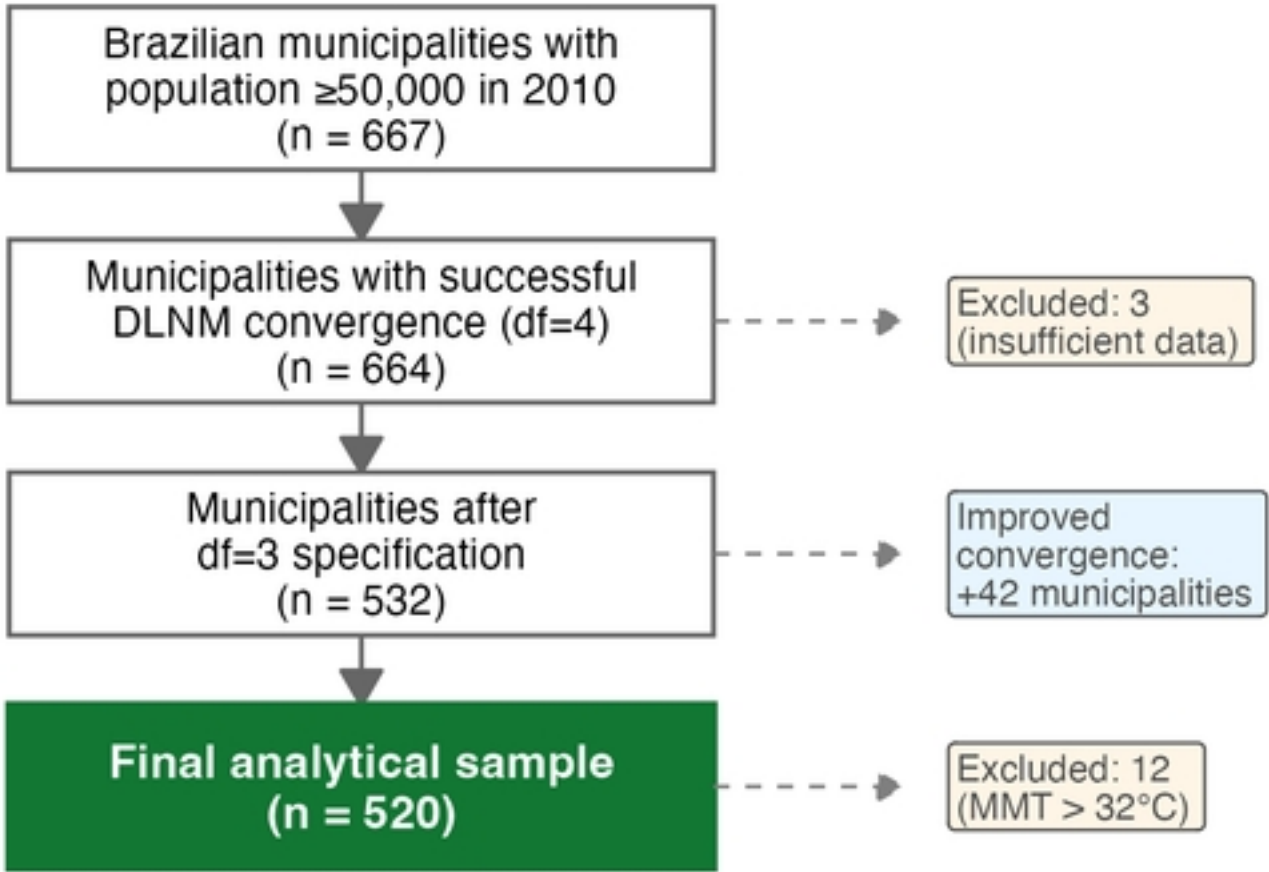 Brazilian municipalities with
population ≥50,000 in 2010
(n = 667)
Municipalities with successful
DLNM convergence (df=4)
(n = 664)
Excluded: 3
(insufficient data)
Municipalities after
df=3 specification
(n = 532)
Improved
convergence:
+42 municipalities
Final analytical sample
(n = 520)
Excluded: 12
(MMT > 32°C)